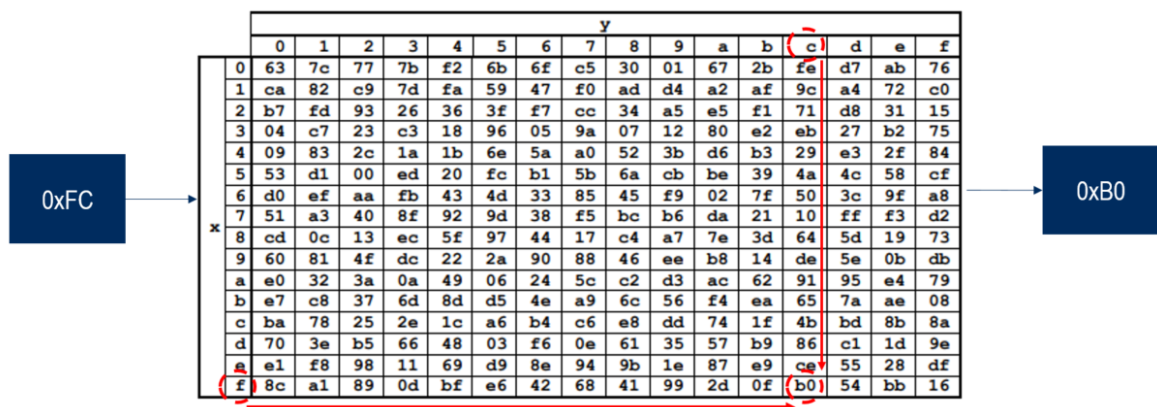 y
0 1 2 3 4 5 6 7 8 9 a b c d e f
0 63 7c 77 7b f2 6b 6f c5 30 01 67 2b fe d7 ab 76
1 ca 82 c9 7d fa 59 47 f0 ad d4 a2 af 9c a4 72 c0
2 b7 fd 93 26 36 3f f7 cc 34 a5 e5 f1 71 d8 31 15
3 04 c7 23 c3 18 96 05 9a 07 12 80 e2 eb 27 b2 75
4 09 83 2c 1a 1b 6e 5a a0 52 3b d6 b3 29 e3 2f 84
5 53 d1 00 ed 20 fc b1 5b 6a cb be 39 4a 4c 58 cf
0xFC 6 d0 ef aa fb 43 4d 33 85 45 f9 02 7f 50 3c 9f a8 0xB0
x 7 51 a3 40 8f 92 9d 38 f5 bc b6 da 21 10 ff f3 d2
8 cd 0c 13 ec 5f 97 44 17 c4 a7 7e 3d 64 5d 19 73
9 60 81 4f dc 22 2a 90 88 46 ee b8 14 de 5e 0b db
a e0 32 3a 0a 49 06 24 5c c2 d3 ac 62 91 95 e4 79
b e7 c8 37 6d 8d d5 4e a9 6c 56 f4 ea 65 7a ae 08
c ba 78 25 2e 1c a6 b4 c6 e8 dd 74 1f 4b bd 8b 8a
d 70 3e b5 66 48 03 f6 0e 61 35 57 b9 86 c1 1d 9e
e e1 f8 98 11 69 d9 8e 94 9b 1e 87 e9 ce 55 28 df
f 8c a1 89 0d bf e6 42 68 41 99 2d 0f b0 54 bb 16